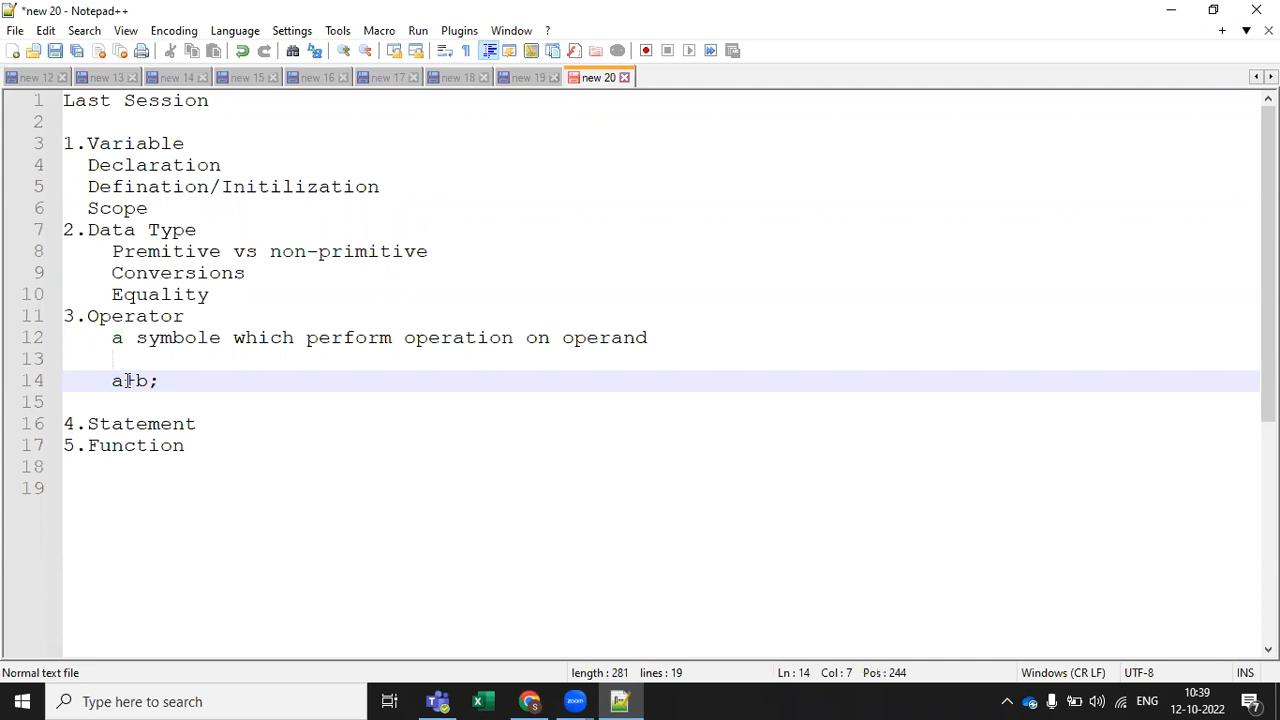 *new 20 - Notepad++
File Edit Search View Encoding Language Settings Tools Macro Run Plugins Window ?
new 12 new 13 new 14 new 15 new 16 new 17 new 18 new 19 new 20
1 Last Session
2
3 1.Variable
4 Declaration
5 Defination/Initilization
6 Scope
7 2.Data Type
8 Premitive vs non-primitive
9 Conversions
10 Equality
11 3.Operator
12 a symbole which perform operation on operand
13
14 a+b;
15
16 4.Statement
17 5.Function
18
19
Normal text file length : 281 lines : 19 Ln : 14 Col : 7 Pos : 244 Windows (CR LF) UTF-8 INS
Type here to search zoom ENG 10:39
12-10-2022 7